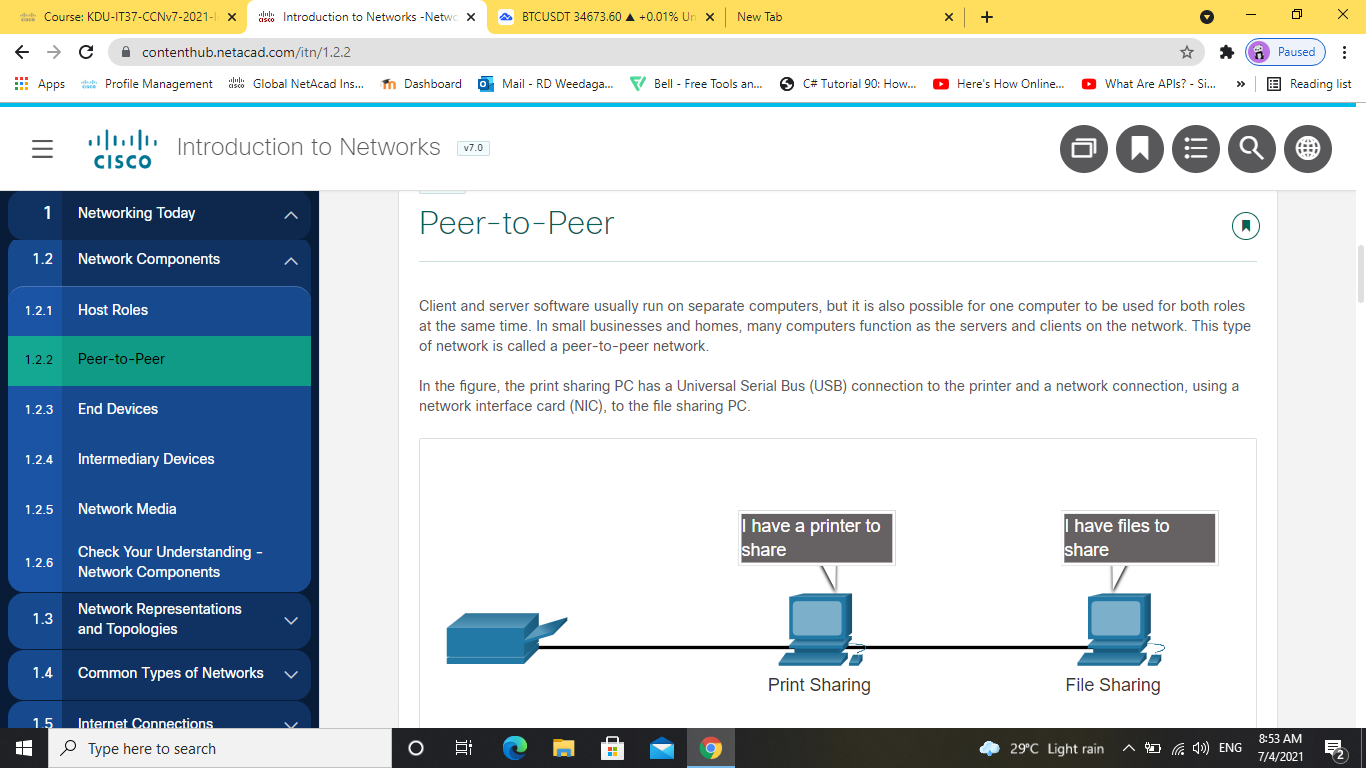 Course: KDU-IT37-CCNv7-2021-I
Introduction to Networks -Netwo
BTCUSDT 34673.60 ▲ +0.01% Un
New Tab
contenthub.netacad.com/itn/1.2.2
Paused
Apps
Profile Management
Global NetAcad Ins...
Dashboard
Mail - RD Weedaga...
Bell - Free Tools an...
C# Tutorial 90: How...
Here's How Online...
What Are APIs? - Si...
»
Reading list
CISCO
Introduction to Networks
v7.0
1 Networking Today
1.2 Network Components
1.2.1 Host Roles
1.2.2 Peer-to-Peer
1.2.3 End Devices
1.2.4 Intermediary Devices
1.2.5 Network Media
1.2.6 Check Your Understanding -
Network Components
1.3 Network Representations
and Topologies
1.4 Common Types of Networks
1.5 Internet Connections
Peer-to-Peer
Client and server software usually run on separate computers, but it is also possible for one computer to be used for both roles
at the same time. In small businesses and homes, many computers function as the servers and clients on the network. This type
of network is called a peer-to-peer network.
In the figure, the print sharing PC has a Universal Serial Bus (USB) connection to the printer and a network connection, using a
network interface card (NIC), to the file sharing PC.
I have a printer to
share
I have files to
share
Print Sharing
File Sharing
Type here to search
29°C Light rain
ENG
8:53 AM
7/4/2021
2